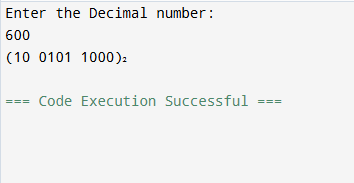 Enter the Decimal number:
600
(10 0101 1000)₂
=== Code Execution Successful ===